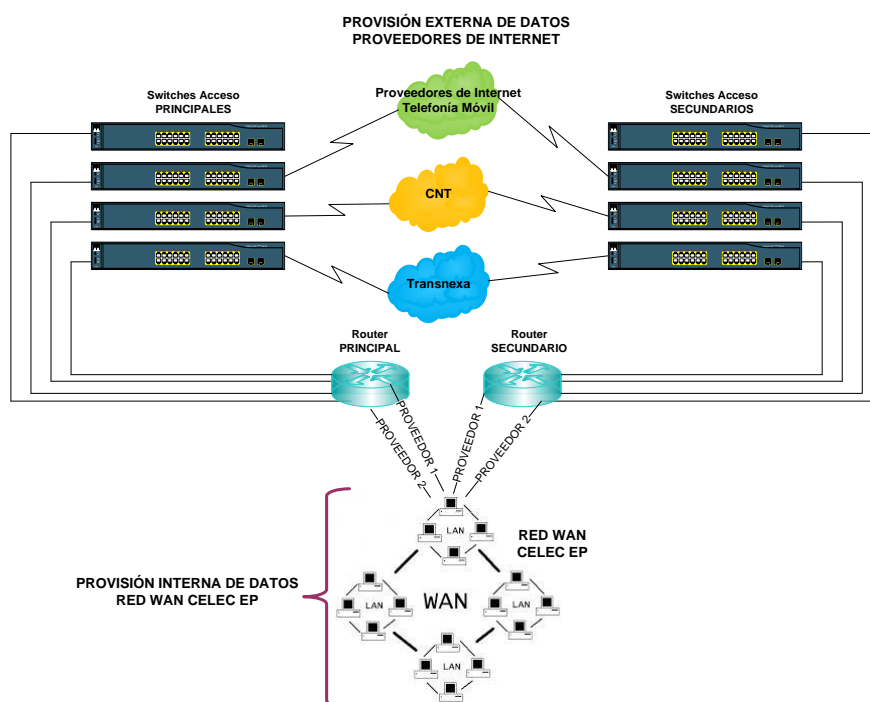 PROVISIÓN EXTERNA DE DATOS
PROVEEDORES DE INTERNET
Switches Acceso
PRINCIPALES
Switches Acceso
SECUNDARIOS
Proveedores de Internet
Telefonía Móvil
CNT
Transnexa
Router
PRINCIPAL
Router
SECUNDARIO
PROVEEDOR 2
PROVEEDOR 1
PROVEEDOR 1
PROVEEDOR 2
LAN
RED WAN
CELEC EP
PROVISIÓN INTERNA DE DATOS
RED WAN CELEC EP
LAN
WAN
LAN
LAN